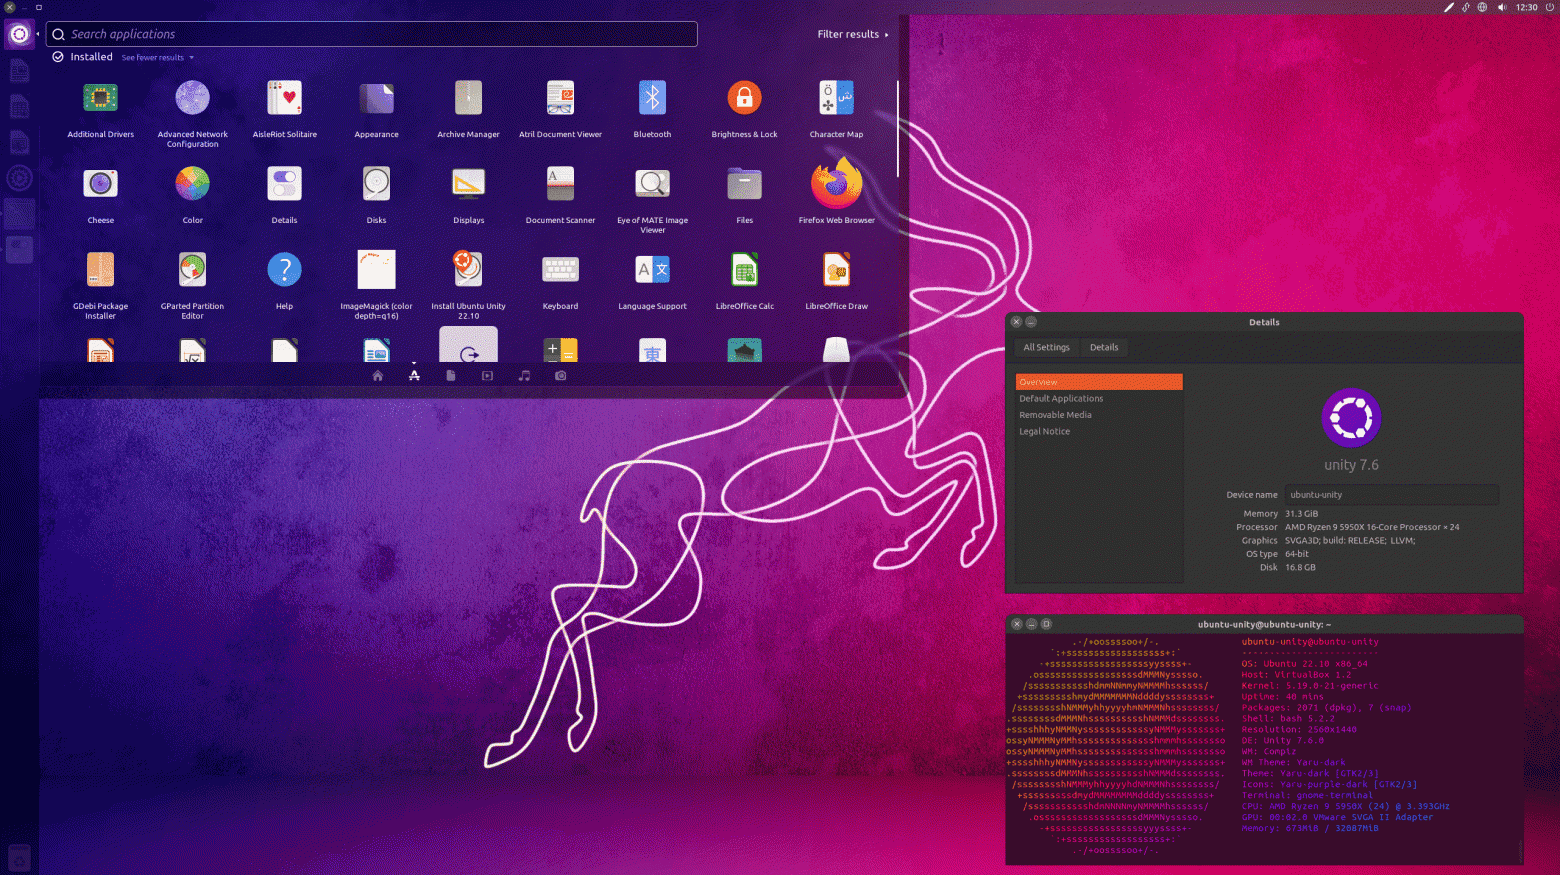 12:30
Search applications
Filter results
Installed See fewer results
Additional Drivers
Advanced Network Configuration
AisleRiot Solitaire
Appearance
Archive Manager
Atril Document Viewer
Bluetooth
Brightness & Lock
Character Map
Cheese
Color
Details
Disks
Displays
Document Scanner
Eye of MATE Image Viewer
Files
Firefox Web Browser
GDebi Package Installer
GParted Partition Editor
Help
ImageMagick (color depth=q16)
Install Ubuntu Unity 22.10
Keyboard
Language Support
LibreOffice Calc
LibreOffice Draw
Details
All Settings Details
Overview
Default Applications
Removable Media
Legal Notice
unity 7.6
Device name ubuntu-unity
Memory 31.3 GiB
Processor AMD Ryzen 9 5950X 16-Core Processor × 24
Graphics SVGA3D; build: RELEASE; LLVM;
OS type 64-bit
Disk 16.8 GB
ubuntu-unity@ubuntu-unity: ~
ubuntu-unity@ubuntu-unity
-------------------------
OS: Ubuntu 22.10 x86_64
Host: VirtualBox 1.2
Kernel: 5.19.0-21-generic
Uptime: 40 mins
Packages: 2071 (dpkg), 7 (snap)
Shell: bash 5.2.2
Resolution: 2560x1440
DE: Unity 7.6.0
WM: Compiz
WM Theme: Yaru-dark
Theme: Yaru-dark [GTK2/3]
Icons: Yaru-purple-dark [GTK2/3]
Terminal: gnome-terminal
CPU: AMD Ryzen 9 5950X (24) @ 3.393GHz
GPU: 00:02.0 VMware SVGA II Adapter
Memory: 673MiB / 32087MiB